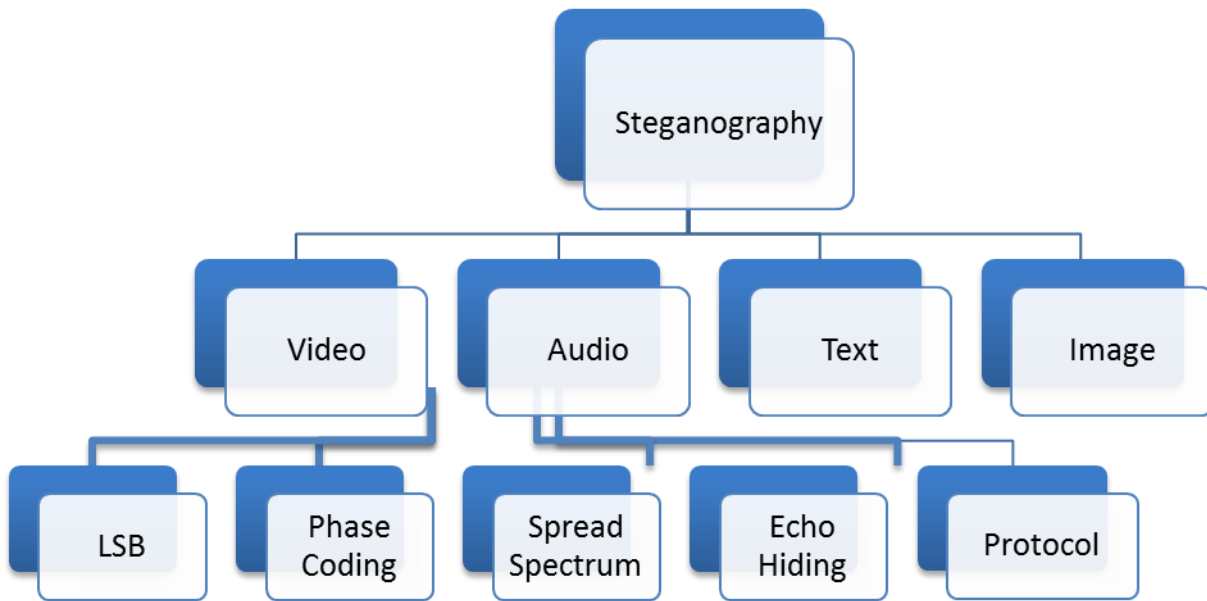 Steganography
Video
Audio
Text
Image
LSB
Phase
Coding
Spread
Spectrum
Echo
Hiding
Protocol